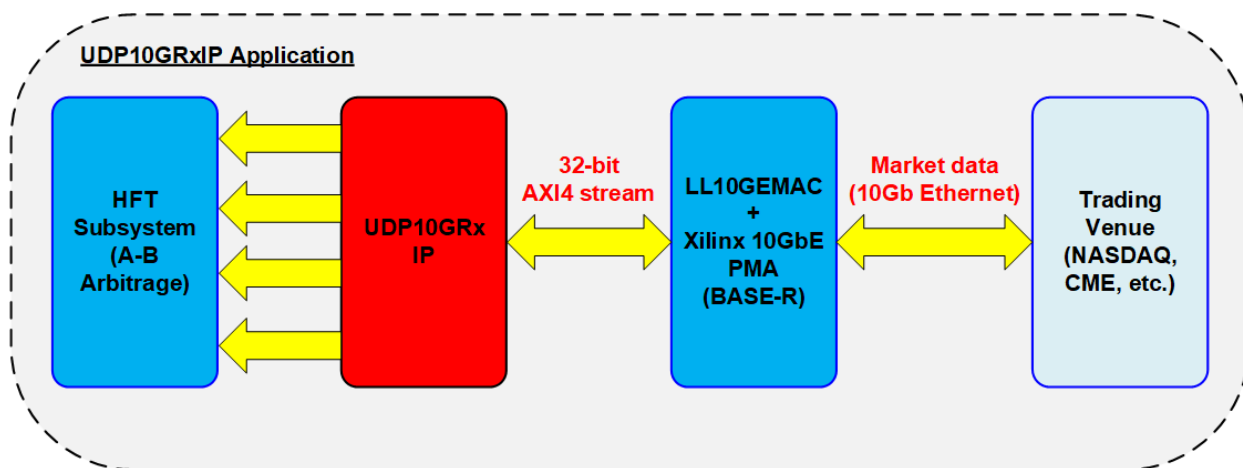 UDP10GRxIP Application
HFT
Subsystem
(A-B
Arbitrage)
UDP10GRx
IP
32-bit
AXI4 stream
LL10GEMAC
+
Xilinx 10GbE
PMA
(BASE-R)
Market data
(10Gb Ethernet)
Trading
Venue
(NASDAQ,
CME, etc.)